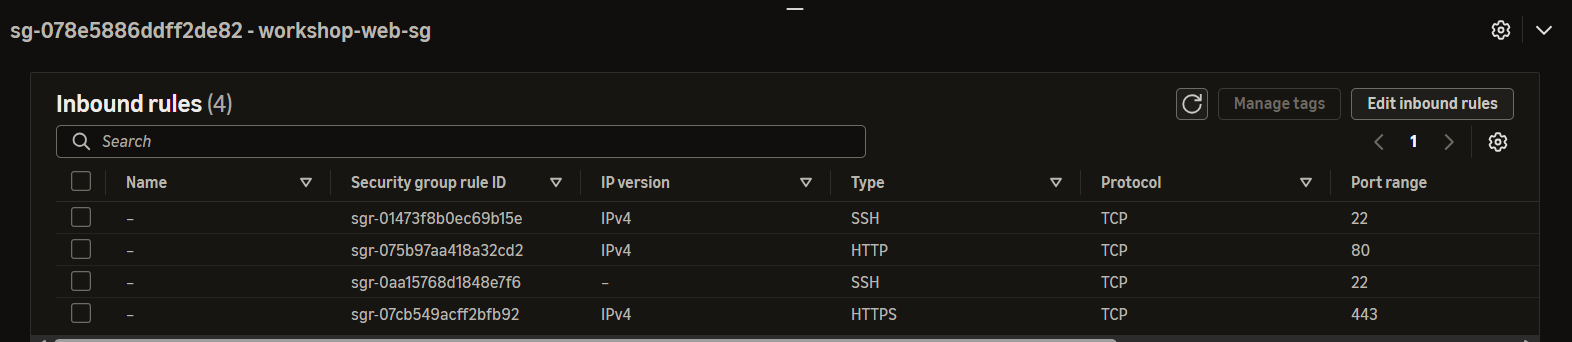 sg-078e5886ddff2de82 - workshop-web-sg
Inbound rules (4)
Manage tags
Edit inbound rules
Search
1
Name Security group rule ID IP version Type Protocol Port range
– sgr-01473f8b0ec69b15e IPv4 SSH TCP 22
– sgr-075b97aa418a32cd2 IPv4 HTTP TCP 80
– sgr-0aa15768d1848e7f6 – SSH TCP 22
– sgr-07cb549acff2bfb92 IPv4 HTTPS TCP 443